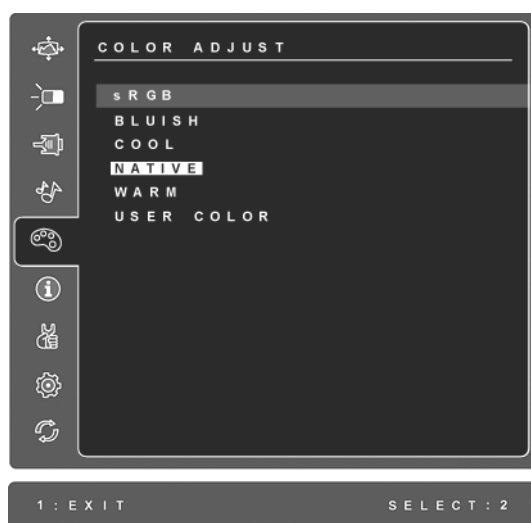 COLOR ADJUST
sRGB
BLUISH
COOL
NATIVE
WARM
USER COLOR
1:EXIT SELECT:2